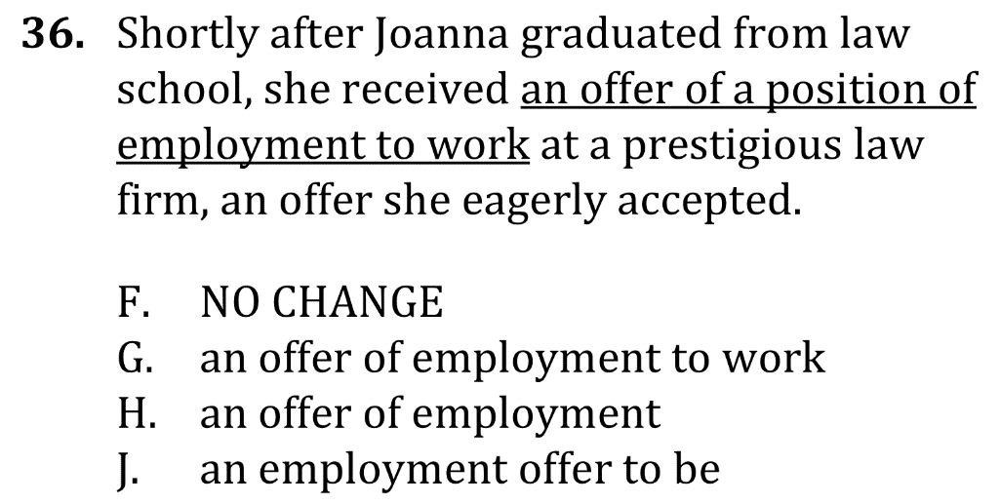 36. Shortly after Joanna graduated from law
school, she received an offer of a position of
employment to work at a prestigious law
firm, an offer she eagerly accepted.
F. NO CHANGE
G. an offer of employment to work
H. an offer of employment
J. an employment offer to be